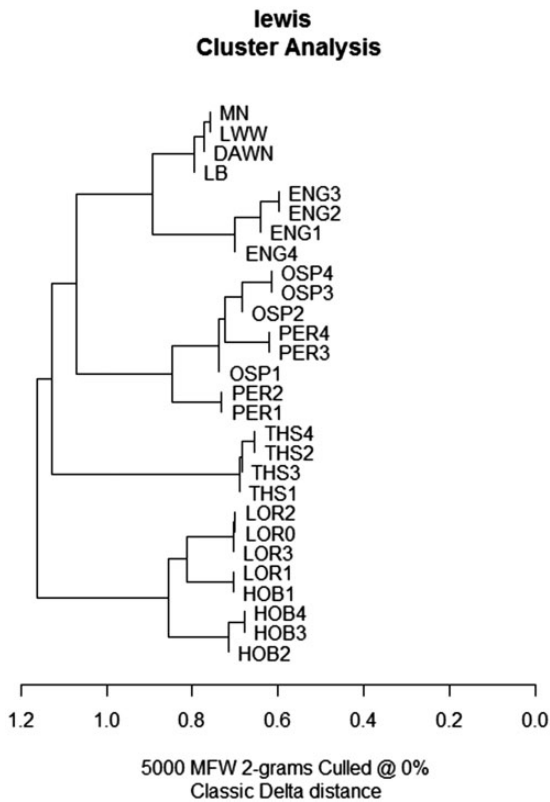 lewis
Cluster Analysis
MN
LWW
DAWN
LB
ENG3
ENG2
ENG1
ENG4
OSP4
OSP3
OSP2
PER4
PER3
OSP1
PER2
PER1
THS4
THS2
THS3
THS1
LOR2
LOR0
LOR3
LOR1
HOB1
HOB4
HOB3
HOB2
1.2 1.0 0.8 0.6 0.4 0.2 0.0
5000 MFW 2-grams Culled @ 0%
Classic Delta distance